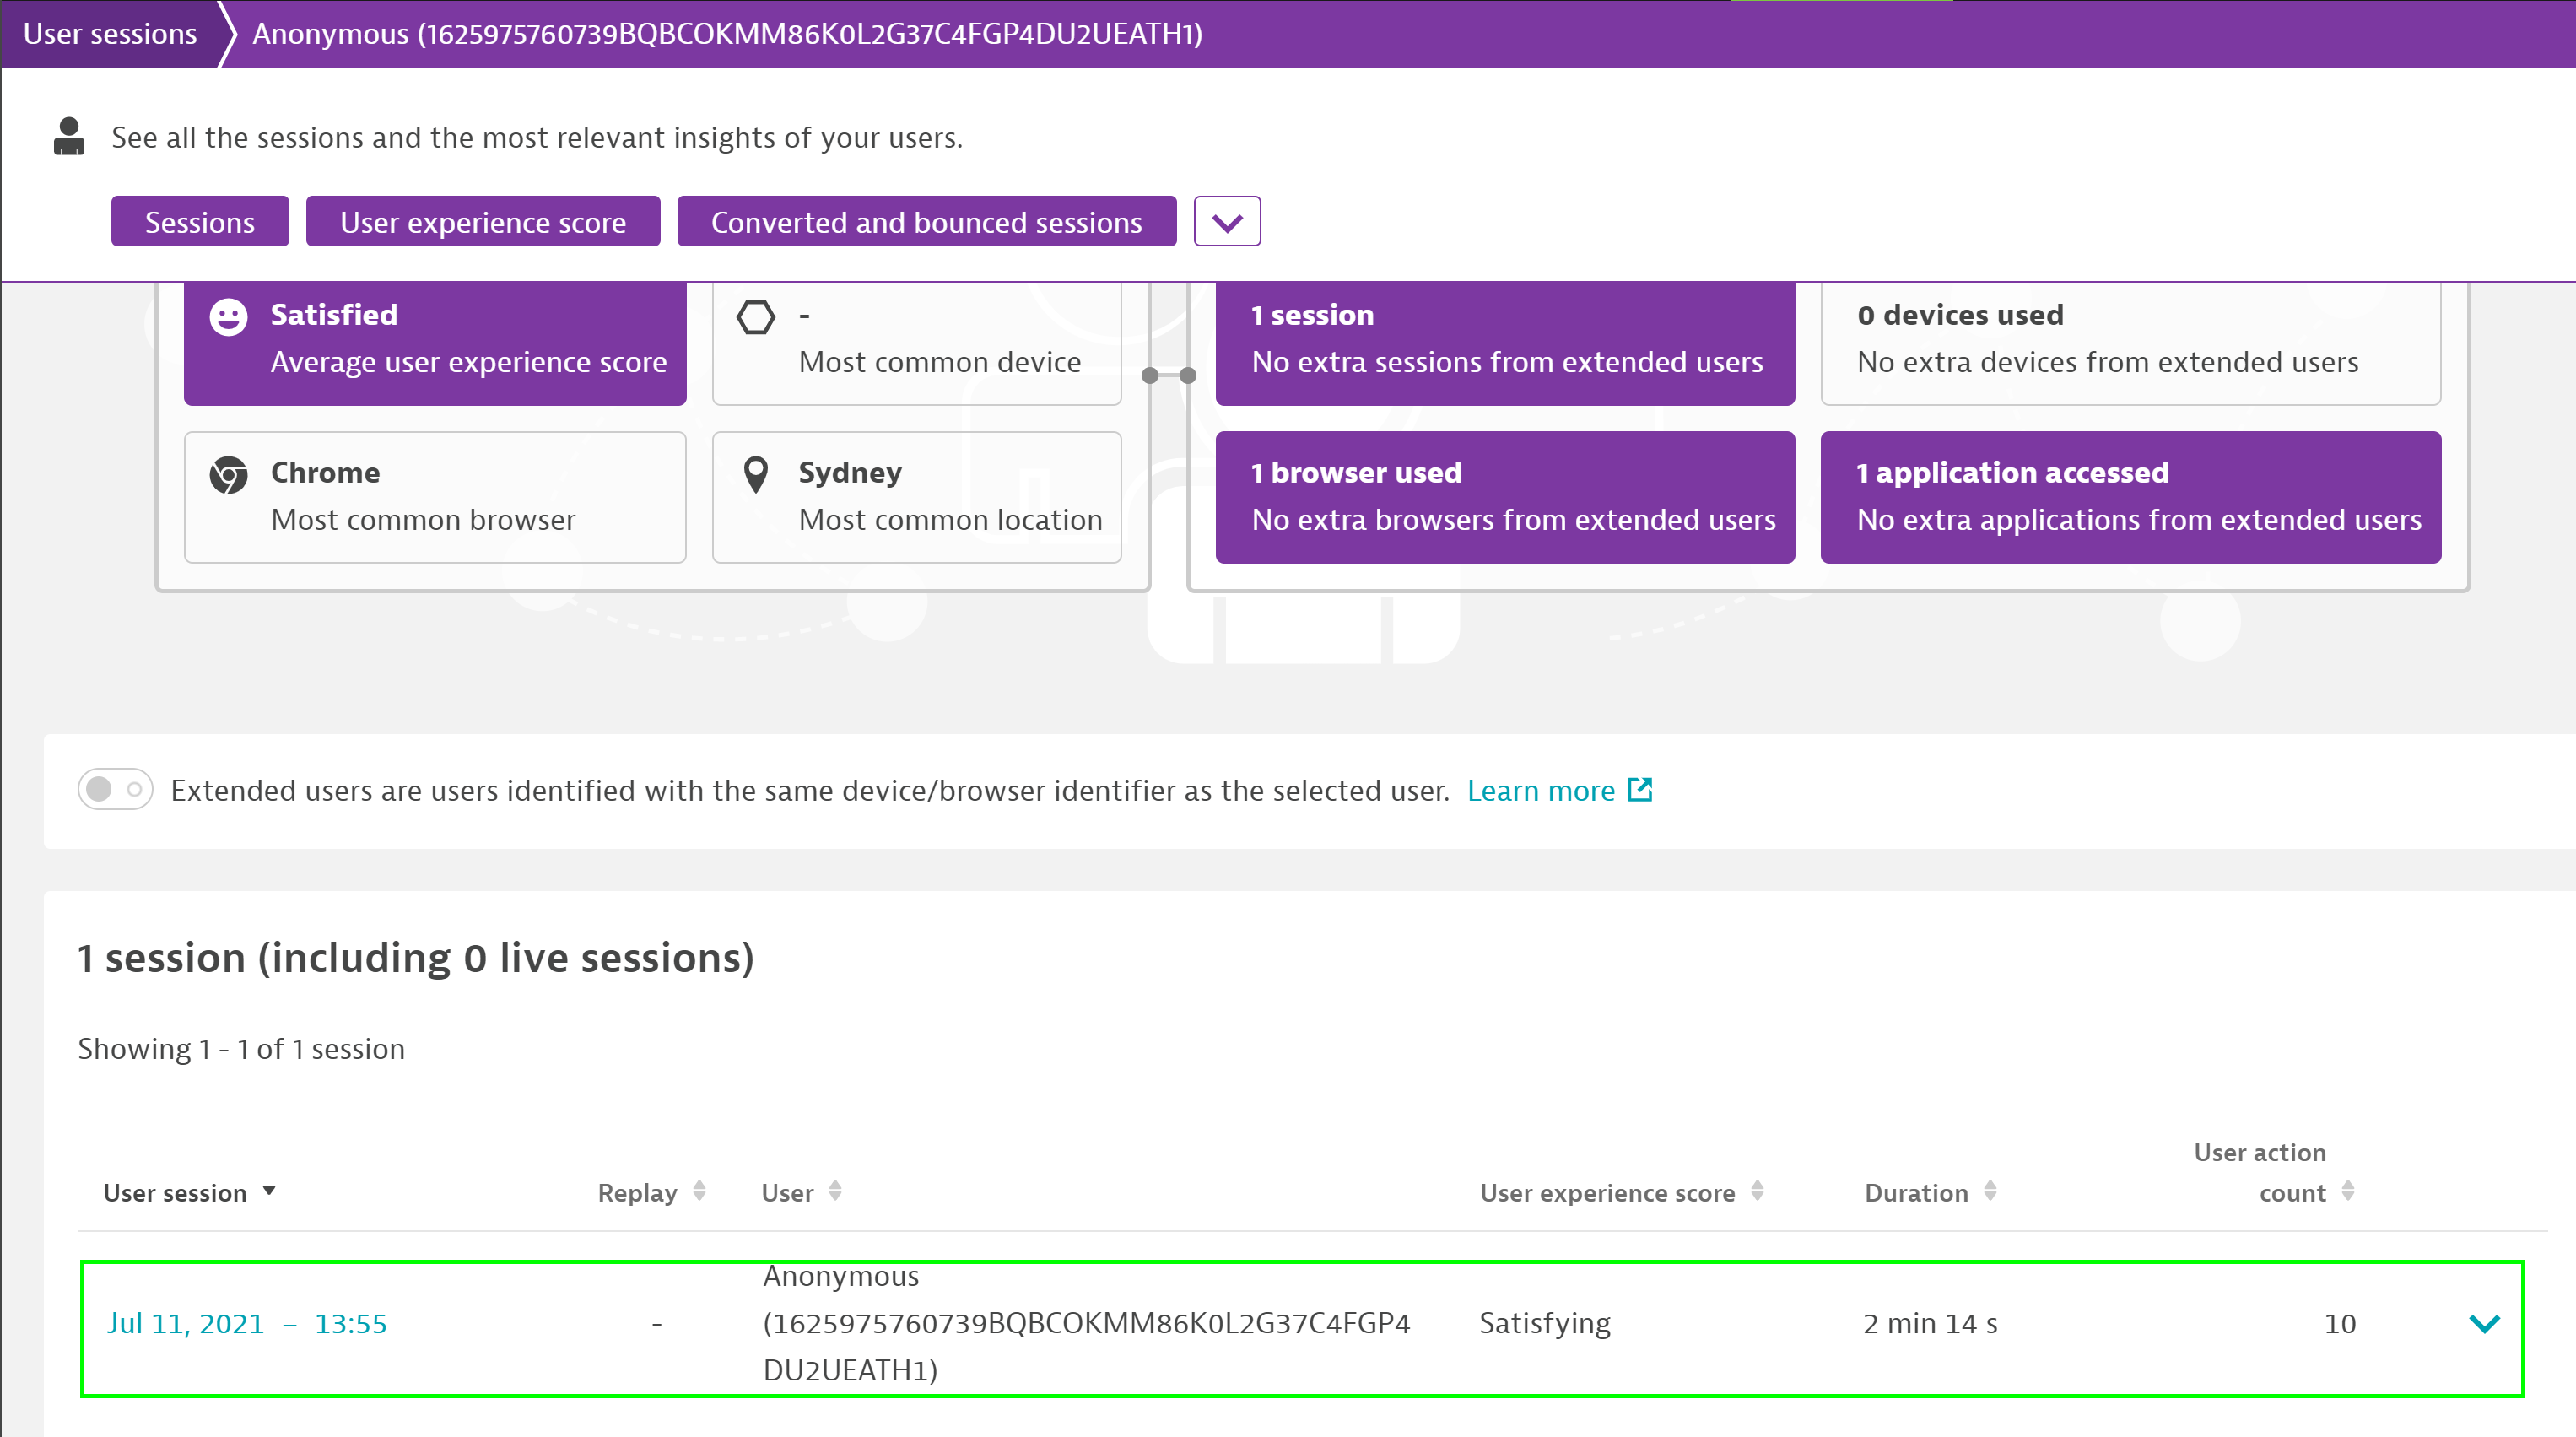 User sessions
Anonymous (1625975760739BQBCOKMM86K0L2G37C4FGP4DU2UEATH1)
See all the sessions and the most relevant insights of your users.
Sessions
User experience score
Converted and bounced sessions
Satisfied
Average user experience score
-
Most common device
1 session
No extra sessions from extended users
0 devices used
No extra devices from extended users
Chrome
Most common browser
Sydney
Most common location
1 browser used
No extra browsers from extended users
1 application accessed
No extra applications from extended users
Extended users are users identified with the same device/browser identifier as the selected user. Learn more
1 session (including 0 live sessions)
Showing 1 - 1 of 1 session
User session
Replay
User
User experience score
Duration
User action
count
Jul 11, 2021 – 13:55
-
Anonymous
(1625975760739BQBCOKMM86K0L2G37C4FGP4
DU2UEATH1)
Satisfying
2 min 14 s
10